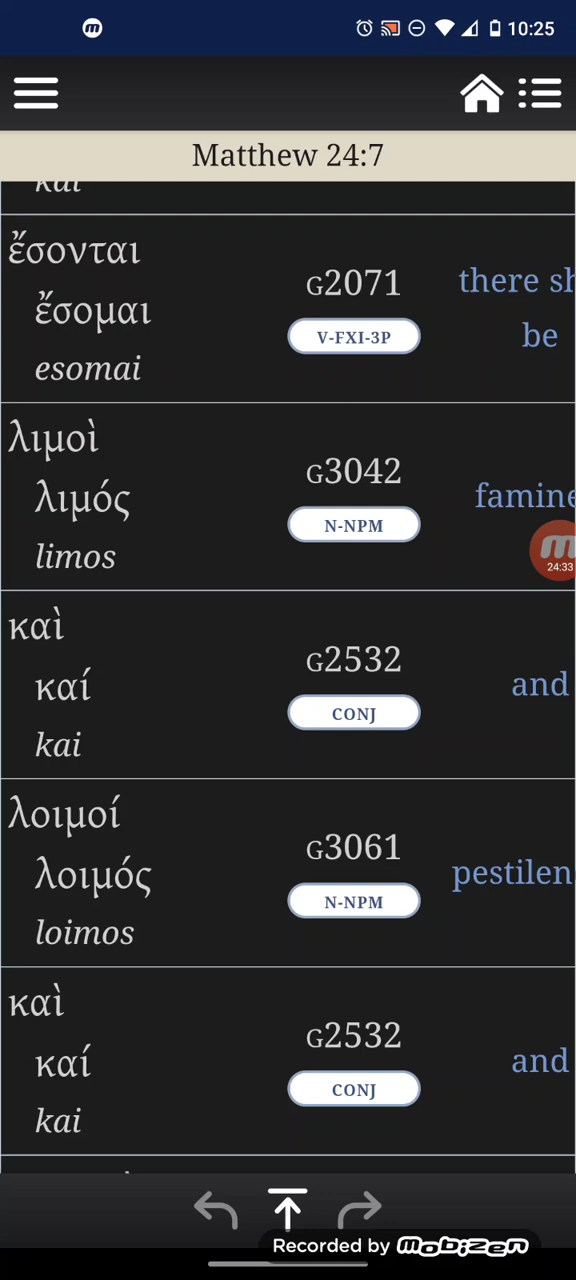 10:25
Matthew 24:7
ἔσονται
ἔσομαι
esomai
G2071
V-FXI-3P
there sh
be
λιμοὶ
λιμός
limos
G3042
N-NPM
famine
24:33
καὶ
καί
kai
G2532
CONJ
and
λοιμοί
λοιμός
loimos
G3061
N-NPM
pestilen
καὶ
καί
kai
G2532
CONJ
and
Recorded by mobizen